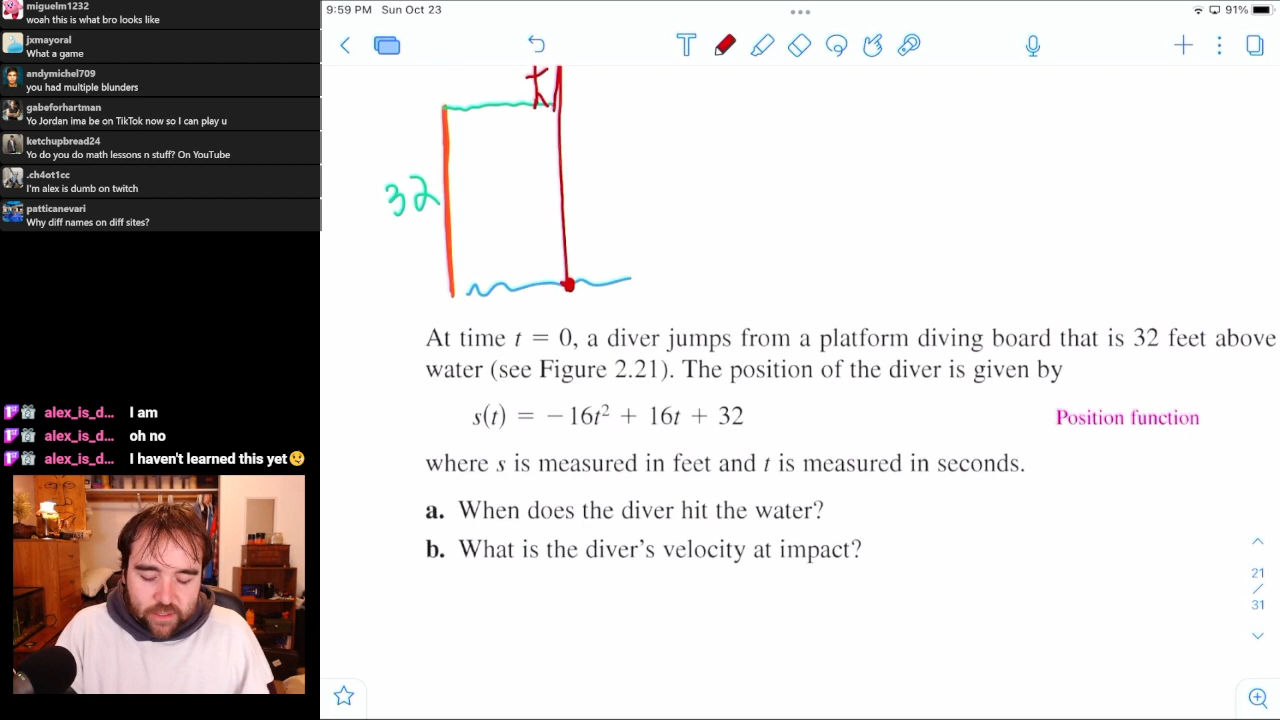 miguelm1232
woah this is what bro looks like
jxmayoral
What a game
andymichel709
you had multiple blunders
gabeforhartman
Yo Jordan ima be on TikTok now so I can play u
ketchupbread24
Yo do you do math lessons n stuff? On YouTube
.ch4ot1cc
I'm alex is dumb on twitch
patticanevari
Why diff names on diff sites?
alex_is_d... I am
alex_is_d... oh no
alex_is_d... I haven't learned this yet😉
9:59 PM Sun Oct 23
91%
T
32
At time t = 0, a diver jumps from a platform diving board that is 32 feet above
water (see Figure 2.21). The position of the diver is given by
s(t) = −16t² + 16t + 32 Position function
where s is measured in feet and t is measured in seconds.
a. When does the diver hit the water?
b. What is the diver's velocity at impact?
21
/
31